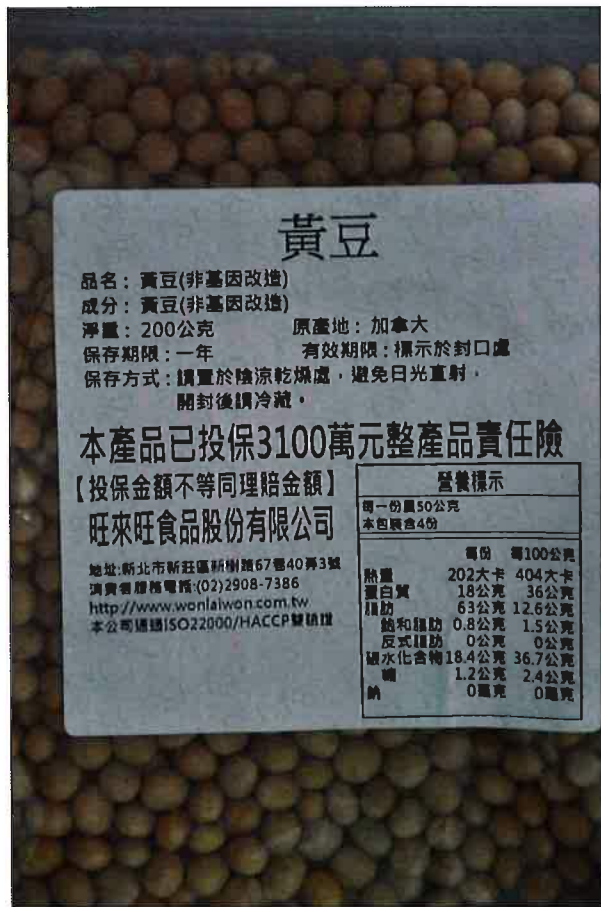 黃豆
品名：黃豆(非基因改造)
成分：黃豆(非基因改造)
淨重：200公克 原產地：加拿大
保存期限：一年 有效期限：標示於封口處
保存方式：請置於陰涼乾燥處，避免日光直射，
開封後請冷藏。
本產品已投保3100萬元整產品責任險
【投保金額不等同理賠金額】
旺來旺食品股份有限公司
地址:新北市新莊區新樹路67巷40弄3號
消費者服務電話:(02)2908-7386
http://www.wonlaiwon.com.tw
本公司通過ISO22000/HACCP雙驗證
營養標示
每一份量50公克
本包裝含4份
每份 每100公克
熱量 202大卡 404大卡
蛋白質 18公克 36公克
脂肪 63公克 12.6公克
飽和脂肪 0.8公克 1.5公克
反式脂肪 0公克 0公克
碳水化合物 18.4公克 36.7公克
糖 1.2公克 2.4公克
鈉 0毫克 0毫克